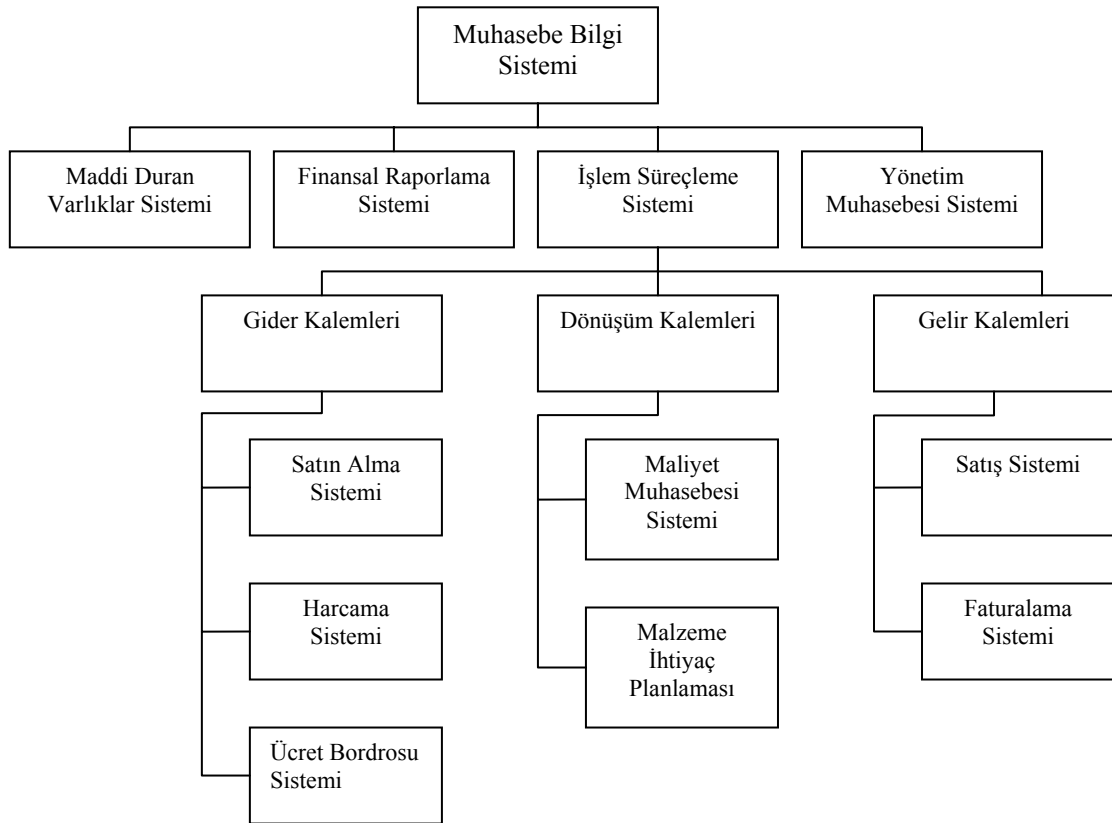 Muhasebe Bilgi
Sistemi
Maddi Duran
Varlıklar Sistemi
Finansal Raporlama
Sistemi
İşlem Süreçleme
Sistemi
Yönetim
Muhasebesi Sistemi
Gider Kalemleri
Dönüşüm Kalemleri
Gelir Kalemleri
Satın Alma
Sistemi
Harcama
Sistemi
Ücret Bordrosu
Sistemi
Maliyet
Muhasebesi
Sistemi
Malzeme
İhtiyaç
Planlaması
Satış Sistemi
Faturalama
Sistemi